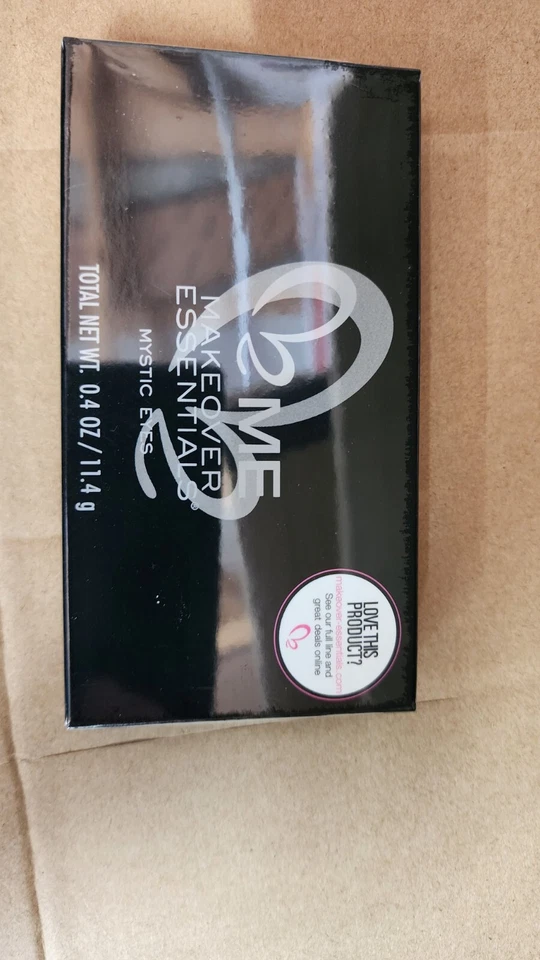 ME
MAKEOVER
ESSENTIALS®
MYSTIC EYES
TOTAL NET WT. 0.4 OZ/11.4 g
LOVE THIS
PRODUCT?
makeover-essentials.com
See our full line and
great deals online